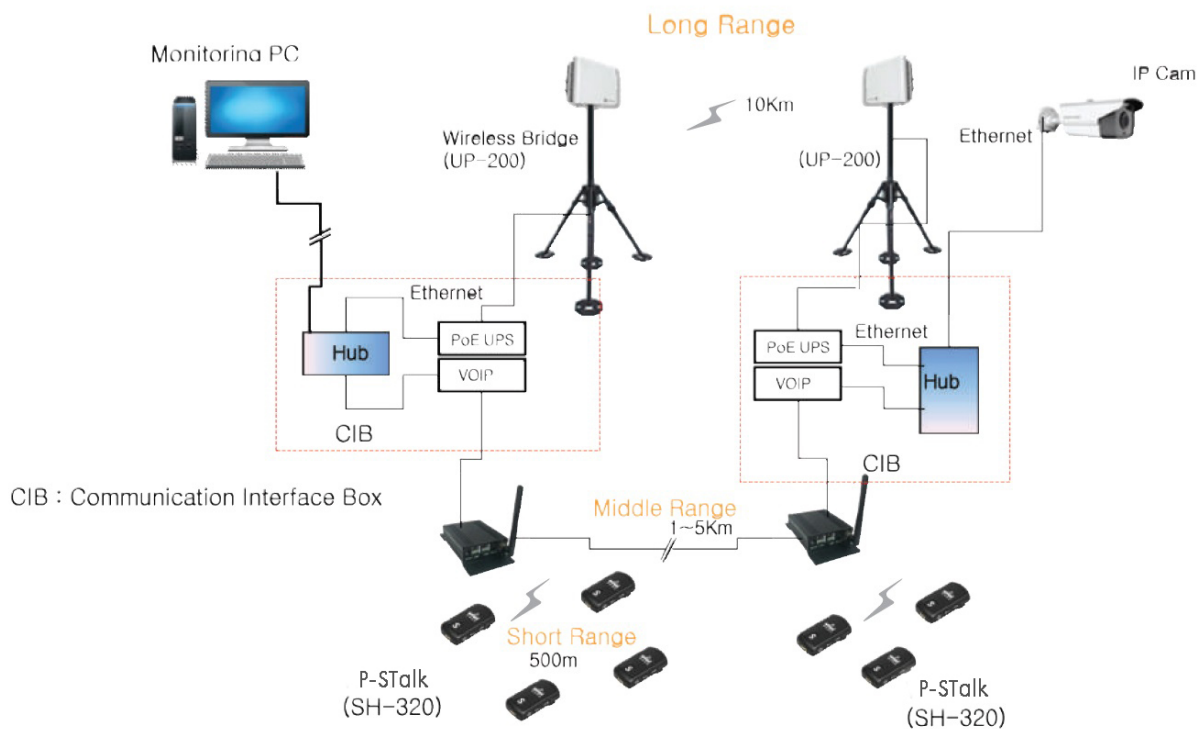 Long Range
Monitoring PC
IP Cam
10Km
Wireless Bridge
(UP-200)
(UP-200)
Ethernet
Ethernet
PoE UPS
Hub
VOIP
CIB
Ethernet
PoE UPS
VOIP
Hub
CIB
CIB : Communication Interface Box
Middle Range
1~5Km
Short Range
500m
P-STalk
(SH-320)
P-STalk
(SH-320)